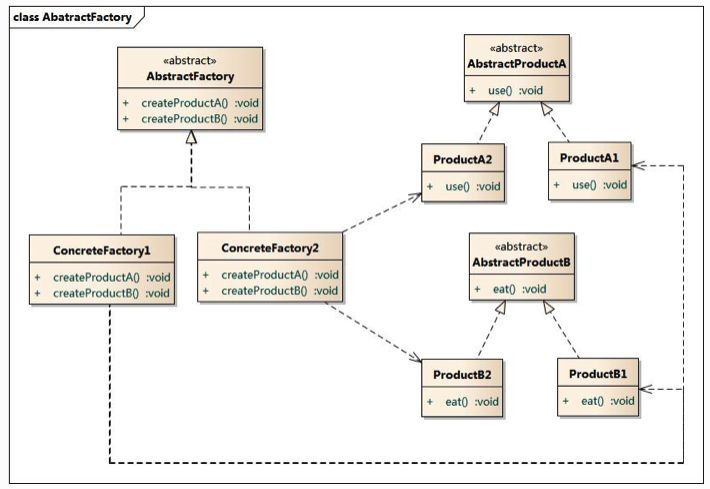 class AbatractFactory
«abstract»
AbstractFactory
+ createProductA() :void
+ createProductB() :void
«abstract»
AbstractProductA
+ use() :void
ProductA2
+ use() :void
ProductA1
+ use() :void
ConcreteFactory1
+ createProductA() :void
+ createProductB() :void
ConcreteFactory2
+ createProductA() :void
+ createProductB() :void
«abstract»
AbstractProductB
+ eat() :void
ProductB2
+ eat() :void
ProductB1
+ eat() :void